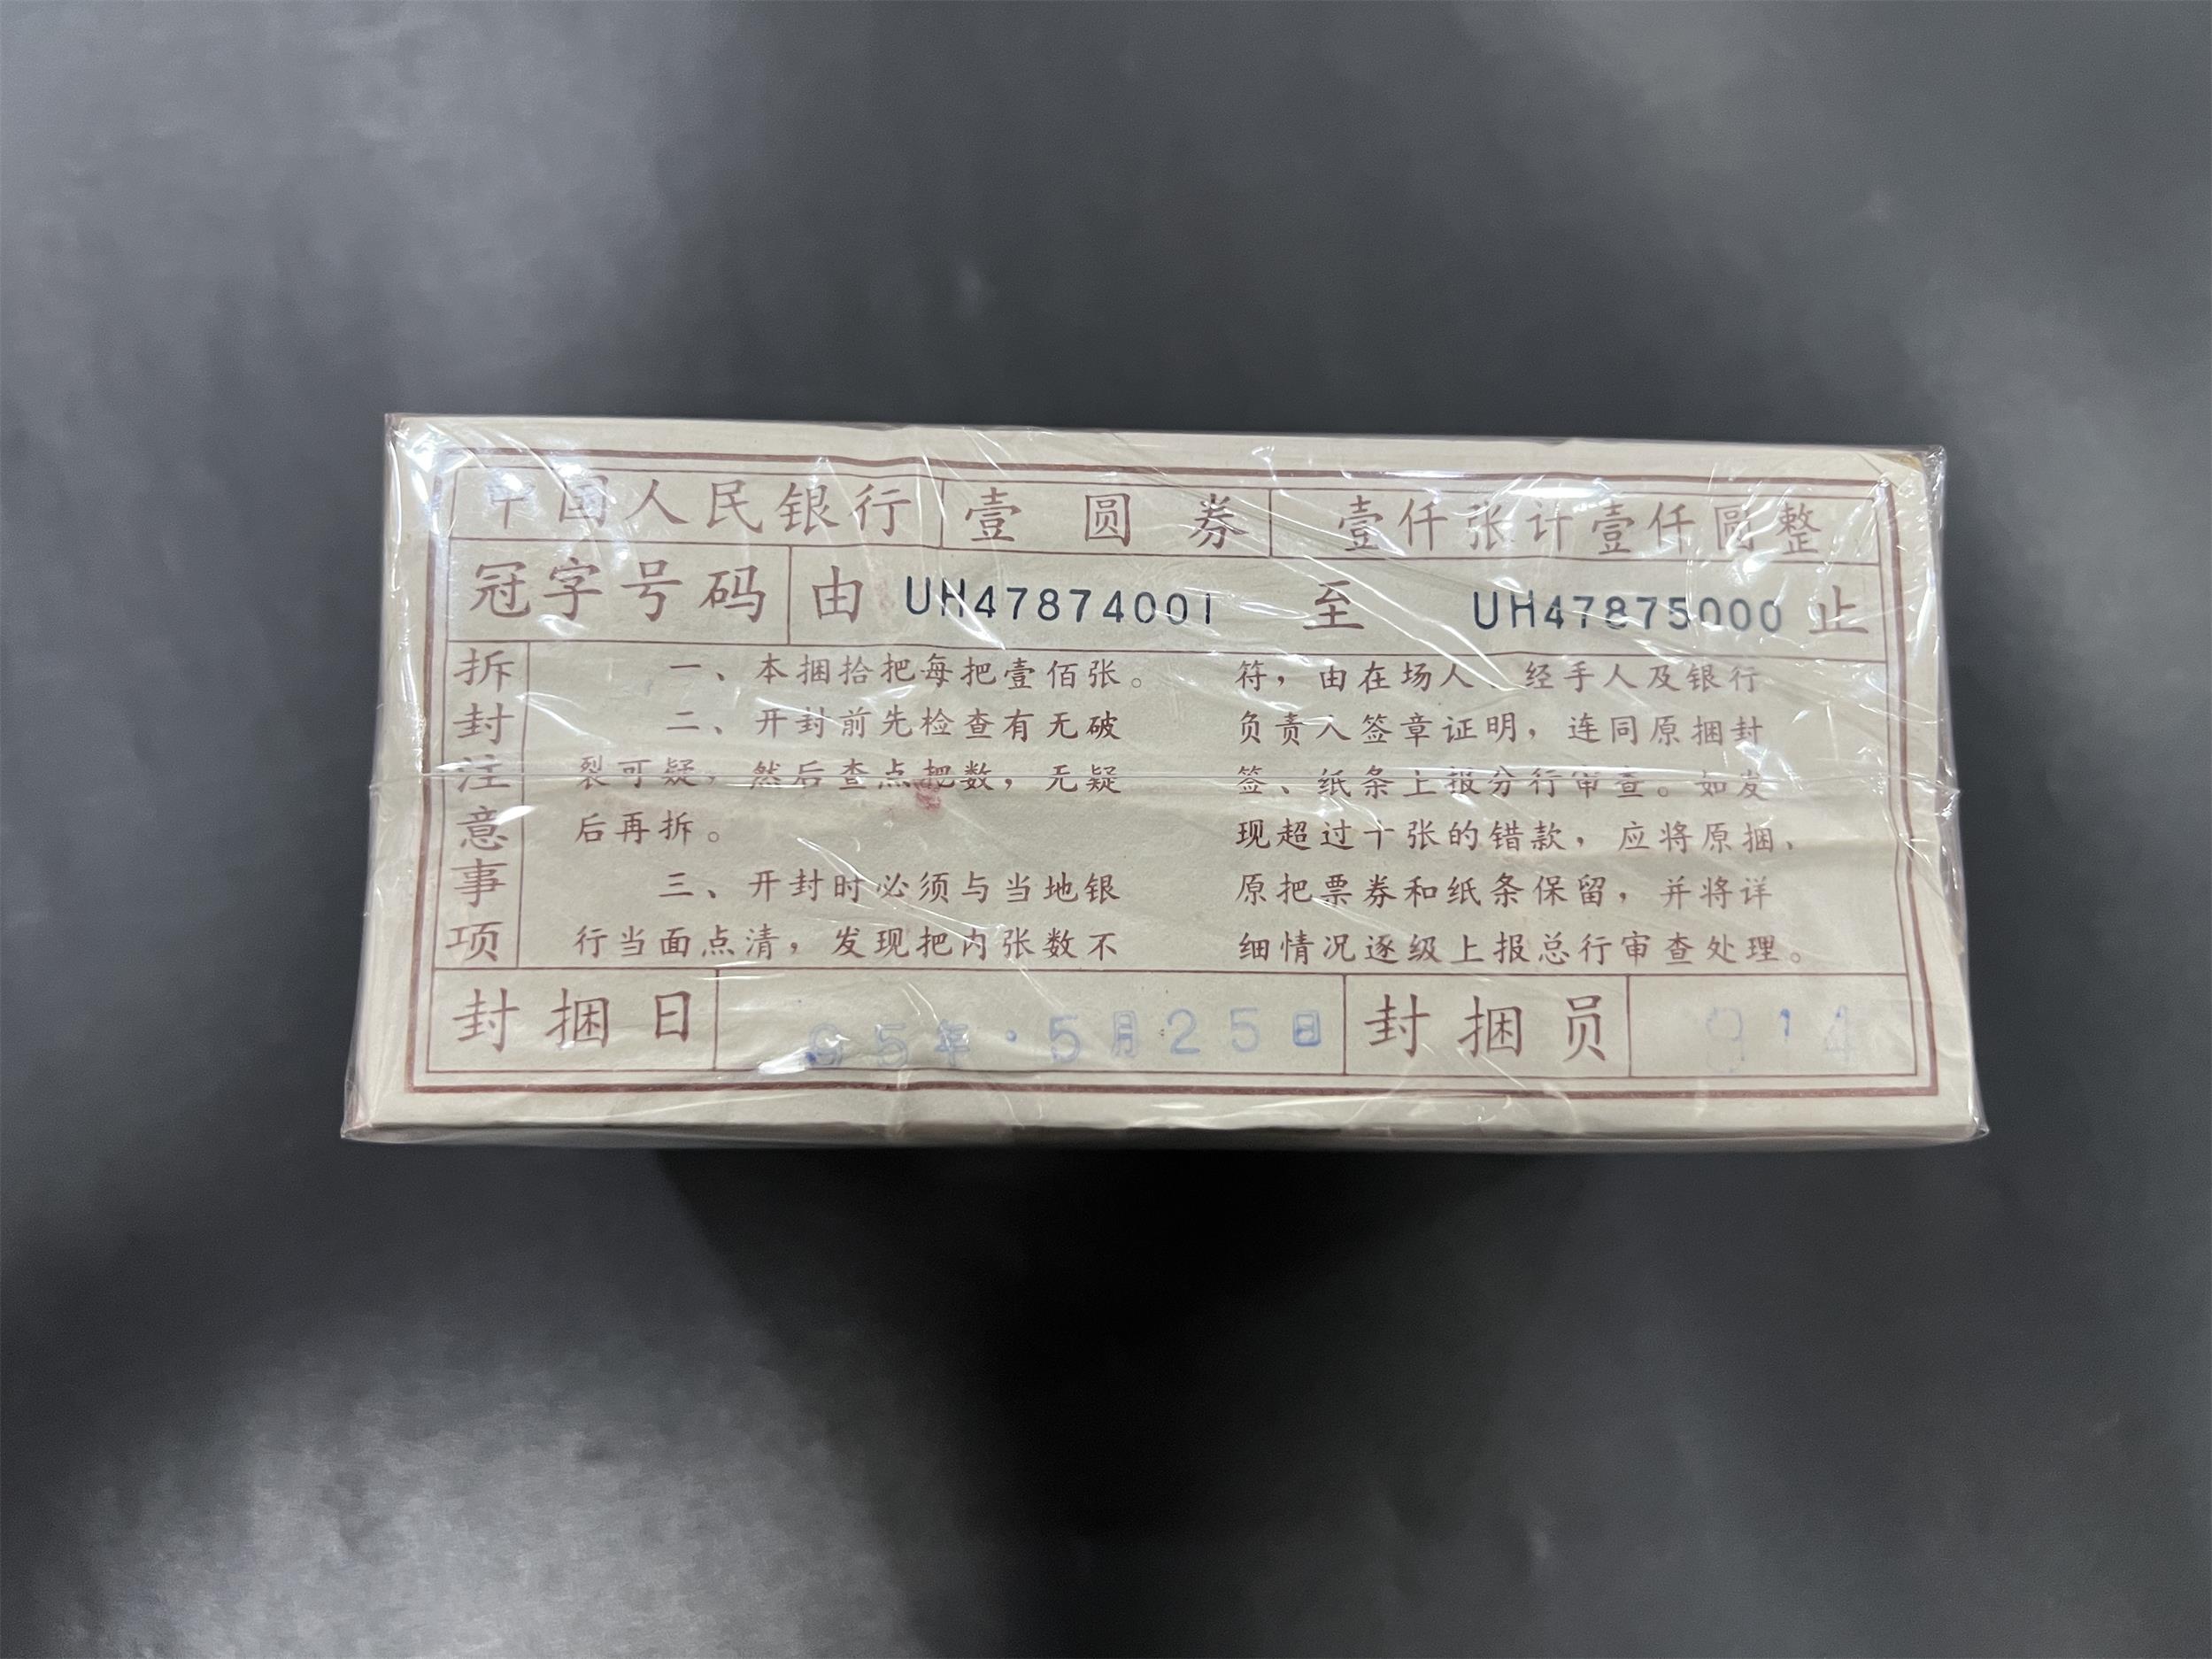 中国人民银行 壹圆券 壹仟张计壹仟圆整
冠字号码 由 UH47874001 至 UH47875000 止
拆封注意事项
一、本捆拾把每把壹佰张。
二、开封前先检查有无破
裂可疑，然后查点把数，无疑
后再拆。
三、开封时必须与当地银
行当面点清，发现把内张数不
符，由在场人、经手人及银行
负责人签章证明，连同原捆封
签、纸条上报分行审查。如发
现超过十张的错款，应将原捆、
原把票券和纸条保留，并将详
细情况逐级上报总行审查处理。
封捆日 95年·5月25日 封捆员